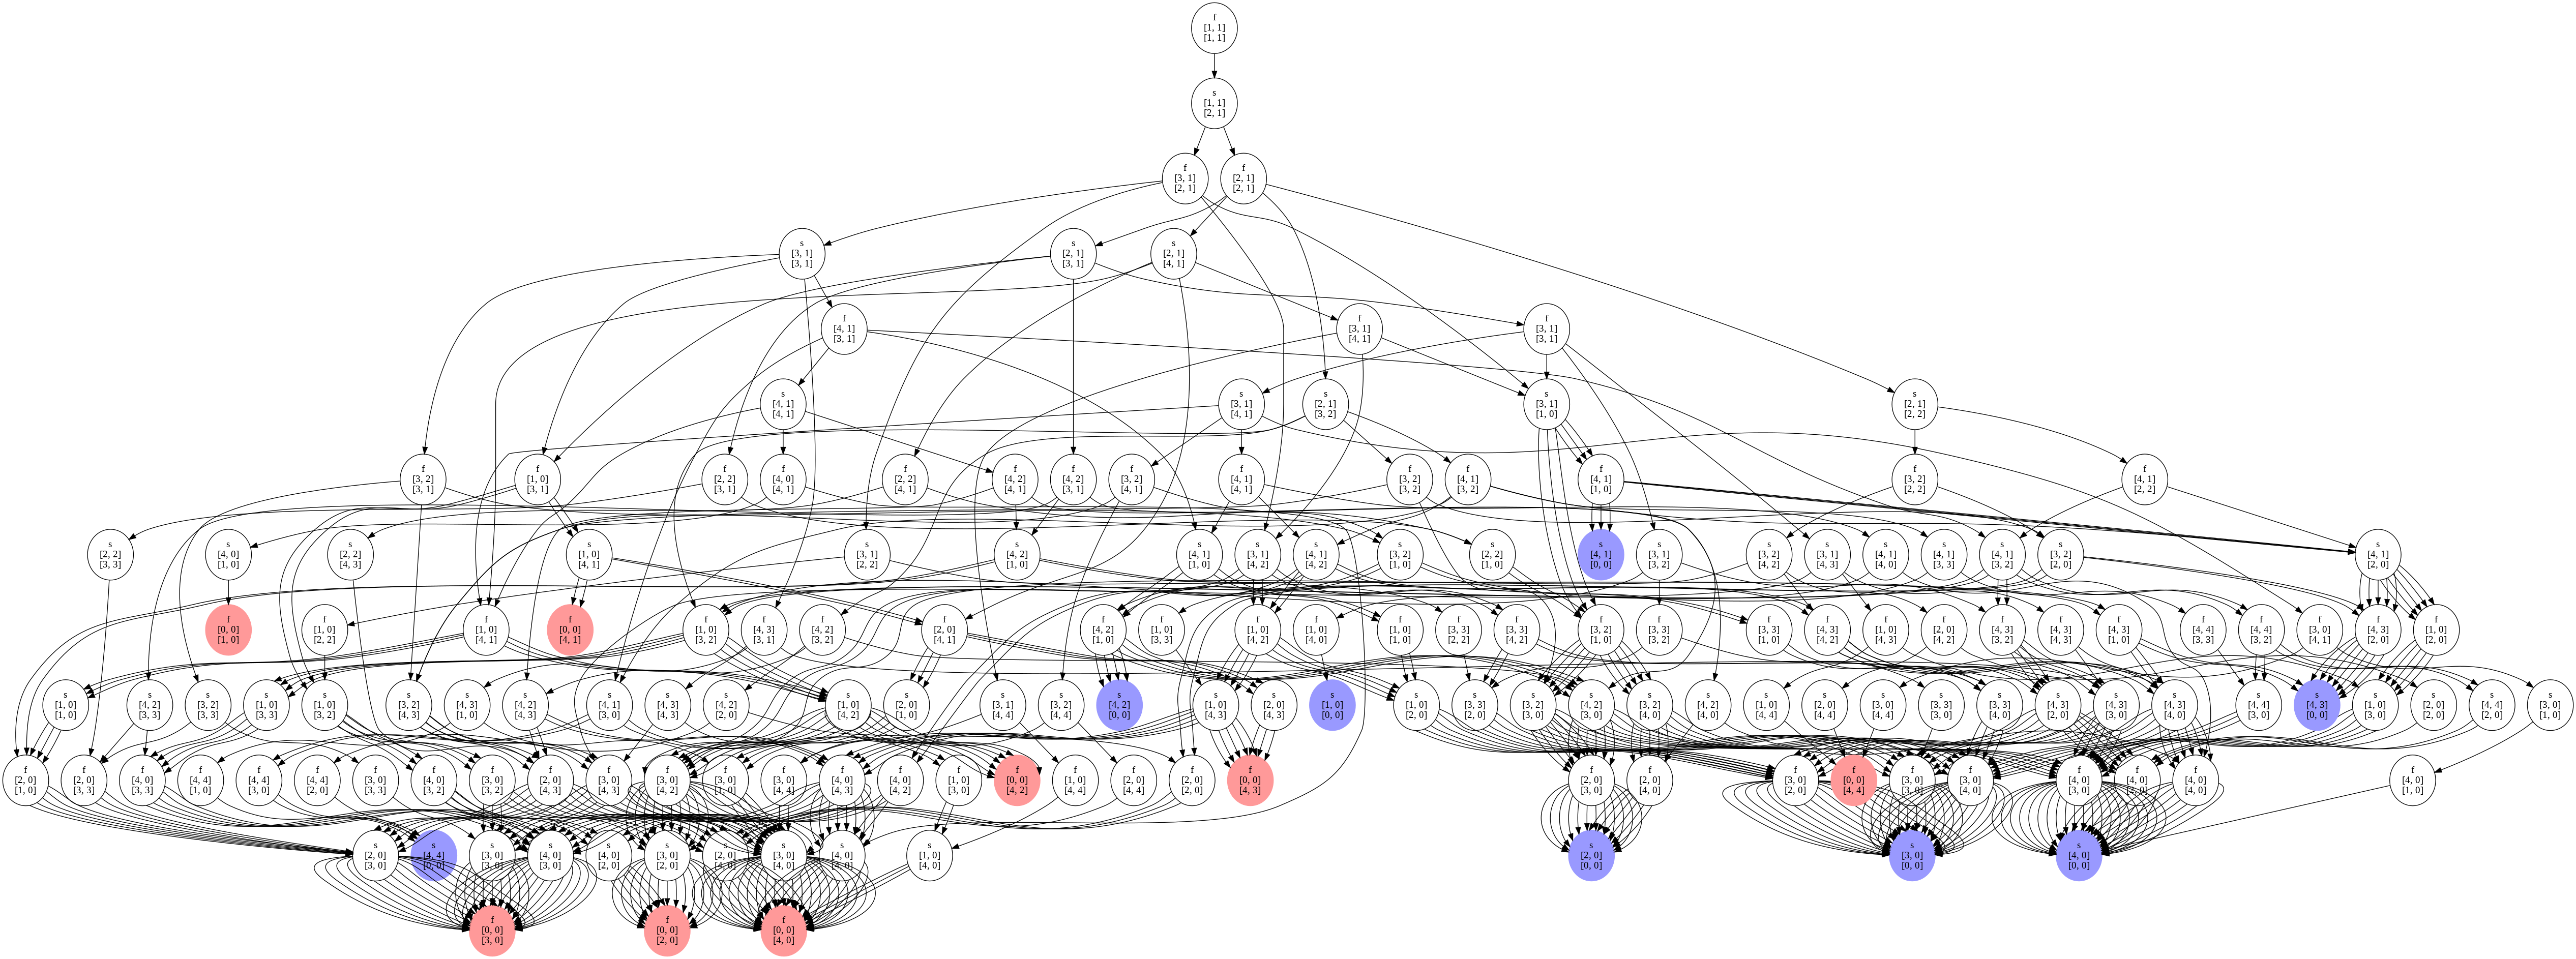 f
[1, 1]
[1, 1]
s
[1, 1]
[2, 1]
f
[3, 1]
[2, 1]
f
[2, 1]
[2, 1]
s
[3, 1]
[3, 1]
s
[2, 1]
[3, 1]
s
[2, 1]
[4, 1]
f
[4, 1]
[3, 1]
f
[3, 1]
[4, 1]
f
[3, 1]
[3, 1]
s
[4, 1]
[4, 1]
s
[3, 1]
[4, 1]
s
[2, 1]
[3, 2]
s
[3, 1]
[1, 0]
s
[2, 1]
[2, 2]
f
[3, 2]
[3, 1]
f
[1, 0]
[3, 1]
f
[2, 2]
[3, 1]
f
[4, 0]
[4, 1]
f
[2, 2]
[4, 1]
f
[4, 2]
[4, 1]
f
[4, 2]
[3, 1]
f
[3, 2]
[4, 1]
f
[4, 1]
[4, 1]
f
[3, 2]
[3, 2]
f
[4, 1]
[3, 2]
f
[4, 1]
[1, 0]
f
[3, 2]
[2, 2]
f
[4, 1]
[2, 2]
s
[2, 2]
[3, 3]
s
[4, 0]
[1, 0]
s
[2, 2]
[4, 3]
s
[1, 0]
[4, 1]
s
[3, 1]
[2, 2]
s
[4, 2]
[1, 0]
s
[4, 1]
[1, 0]
s
[3, 1]
[4, 2]
s
[4, 1]
[4, 2]
s
[3, 2]
[1, 0]
s
[2, 2]
[1, 0]
s
[4, 1]
[0, 0]
s
[3, 1]
[3, 2]
s
[3, 2]
[4, 2]
s
[3, 1]
[4, 3]
s
[4, 1]
[4, 0]
s
[4, 1]
[3, 3]
s
[4, 1]
[3, 2]
s
[3, 2]
[2, 0]
s
[4, 1]
[2, 0]
f
[0, 0]
[1, 0]
f
[1, 0]
[2, 2]
f
[1, 0]
[4, 1]
f
[0, 0]
[4, 1]
f
[1, 0]
[3, 2]
f
[4, 3]
[3, 1]
f
[4, 2]
[3, 2]
f
[2, 0]
[4, 1]
f
[4, 2]
[1, 0]
f
[1, 0]
[3, 3]
f
[1, 0]
[4, 2]
f
[1, 0]
[4, 0]
f
[1, 0]
[1, 0]
f
[3, 3]
[2, 2]
f
[3, 3]
[4, 2]
f
[3, 2]
[1, 0]
f
[3, 3]
[3, 2]
f
[3, 3]
[1, 0]
f
[4, 3]
[4, 2]
f
[1, 0]
[4, 3]
f
[2, 0]
[4, 2]
f
[4, 3]
[3, 2]
f
[4, 3]
[4, 3]
f
[4, 3]
[1, 0]
f
[4, 4]
[3, 3]
f
[4, 4]
[3, 2]
f
[3, 0]
[4, 1]
f
[4, 3]
[2, 0]
f
[1, 0]
[2, 0]
s
[1, 0]
[1, 0]
s
[4, 2]
[3, 3]
s
[3, 2]
[3, 3]
s
[1, 0]
[3, 3]
s
[1, 0]
[3, 2]
s
[3, 2]
[4, 3]
s
[4, 3]
[1, 0]
s
[4, 2]
[4, 3]
s
[4, 1]
[3, 0]
s
[4, 3]
[4, 3]
s
[4, 2]
[2, 0]
s
[1, 0]
[4, 2]
s
[2, 0]
[1, 0]
s
[3, 1]
[4, 4]
s
[3, 2]
[4, 4]
s
[4, 2]
[0, 0]
s
[1, 0]
[4, 3]
s
[2, 0]
[4, 3]
s
[1, 0]
[0, 0]
s
[1, 0]
[2, 0]
s
[3, 3]
[2, 0]
s
[3, 2]
[3, 0]
s
[4, 2]
[3, 0]
s
[3, 2]
[4, 0]
s
[4, 2]
[4, 0]
s
[1, 0]
[4, 4]
s
[2, 0]
[4, 4]
s
[3, 0]
[4, 4]
s
[3, 3]
[3, 0]
s
[3, 3]
[4, 0]
s
[4, 3]
[2, 0]
s
[4, 3]
[3, 0]
s
[4, 3]
[4, 0]
s
[4, 4]
[3, 0]
s
[4, 3]
[0, 0]
s
[1, 0]
[3, 0]
s
[2, 0]
[2, 0]
s
[4, 4]
[2, 0]
s
[3, 0]
[1, 0]
f
[2, 0]
[1, 0]
f
[2, 0]
[3, 3]
f
[4, 0]
[3, 3]
f
[4, 4]
[1, 0]
f
[4, 4]
[3, 0]
f
[4, 4]
[2, 0]
f
[3, 0]
[3, 3]
f
[4, 0]
[3, 2]
f
[3, 0]
[3, 2]
f
[2, 0]
[4, 3]
f
[3, 0]
[4, 3]
f
[3, 0]
[4, 2]
f
[3, 0]
[1, 0]
f
[3, 0]
[4, 4]
f
[4, 0]
[4, 3]
f
[4, 0]
[4, 2]
f
[1, 0]
[3, 0]
f
[0, 0]
[4, 2]
f
[1, 0]
[4, 4]
f
[2, 0]
[4, 4]
f
[2, 0]
[2, 0]
f
[0, 0]
[4, 3]
f
[2, 0]
[3, 0]
f
[2, 0]
[4, 0]
f
[3, 0]
[2, 0]
f
[0, 0]
[4, 4]
f
[3, 0]
[3, 0]
f
[3, 0]
[4, 0]
f
[4, 0]
[3, 0]
f
[4, 0]
[2, 0]
f
[4, 0]
[4, 0]
f
[4, 0]
[1, 0]
s
[2, 0]
[3, 0]
s
[4, 4]
[0, 0]
s
[3, 0]
[3, 0]
s
[4, 0]
[3, 0]
s
[4, 0]
[2, 0]
s
[3, 0]
[2, 0]
s
[2, 0]
[4, 0]
s
[3, 0]
[4, 0]
s
[4, 0]
[4, 0]
s
[1, 0]
[4, 0]
s
[2, 0]
[0, 0]
s
[3, 0]
[0, 0]
s
[4, 0]
[0, 0]
f
[0, 0]
[3, 0]
f
[0, 0]
[2, 0]
f
[0, 0]
[4, 0]